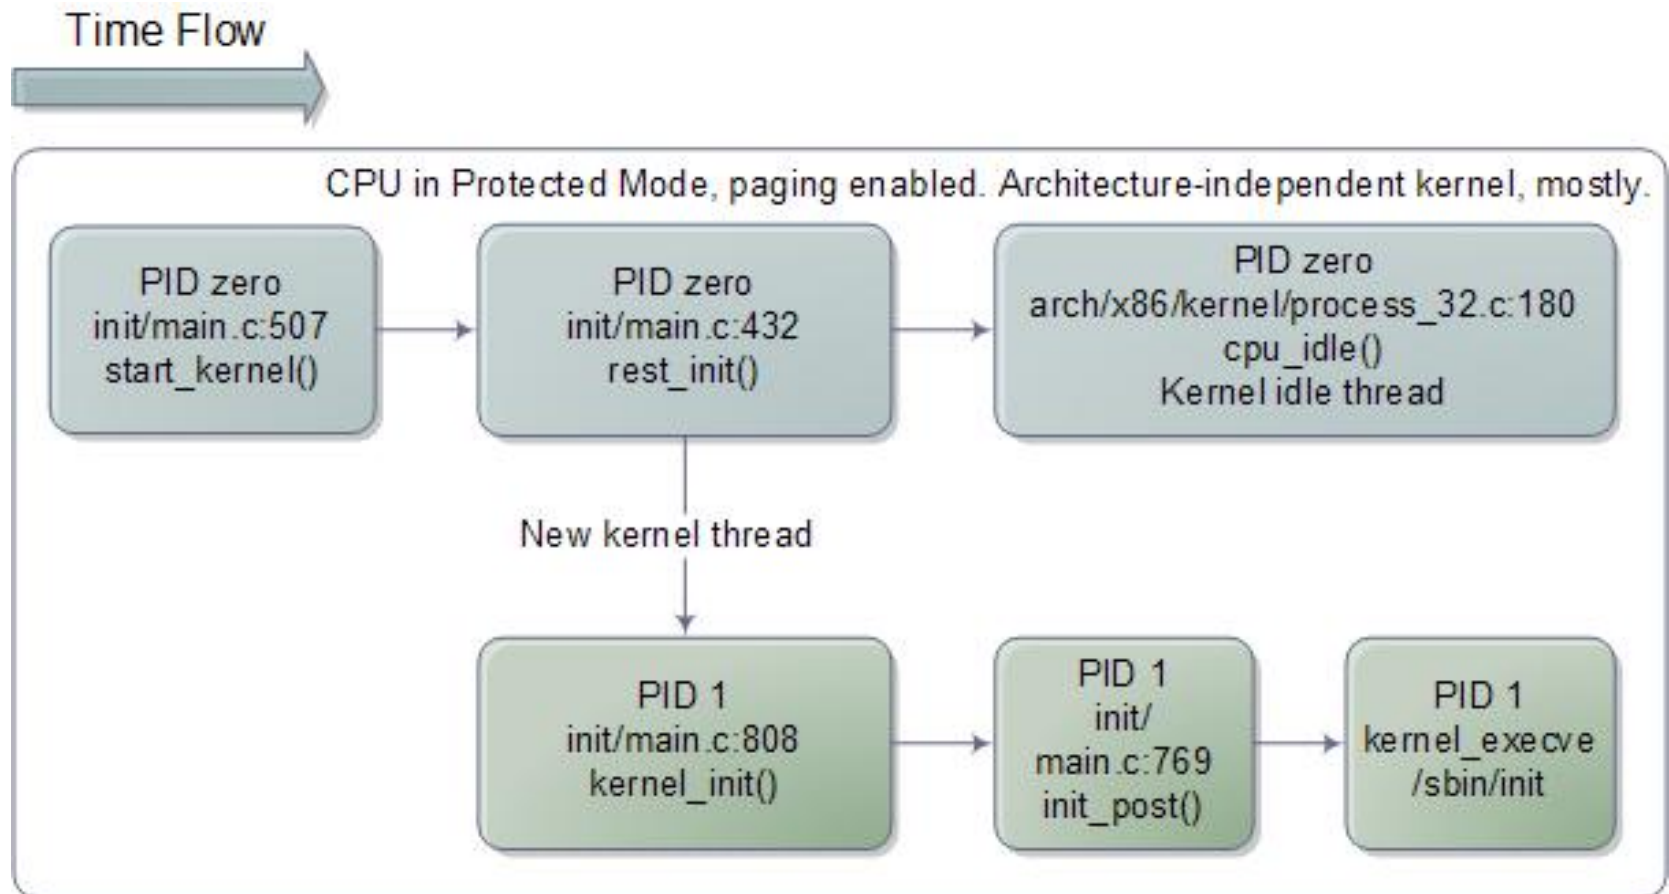 Time Flow
CPU in Protected Mode, paging enabled. Architecture-independent kernel, mostly.
PID zero
init/main.c:507
start_kernel()
PID zero
init/main.c:432
rest_init()
PID zero
arch/x86/kernel/process_32.c:180
cpu_idle()
Kernel idle thread
New kernel thread
PID 1
init/main.c:808
kernel_init()
PID 1
init/
main.c:769
init_post()
PID 1
kernel_execve
/sbin/init